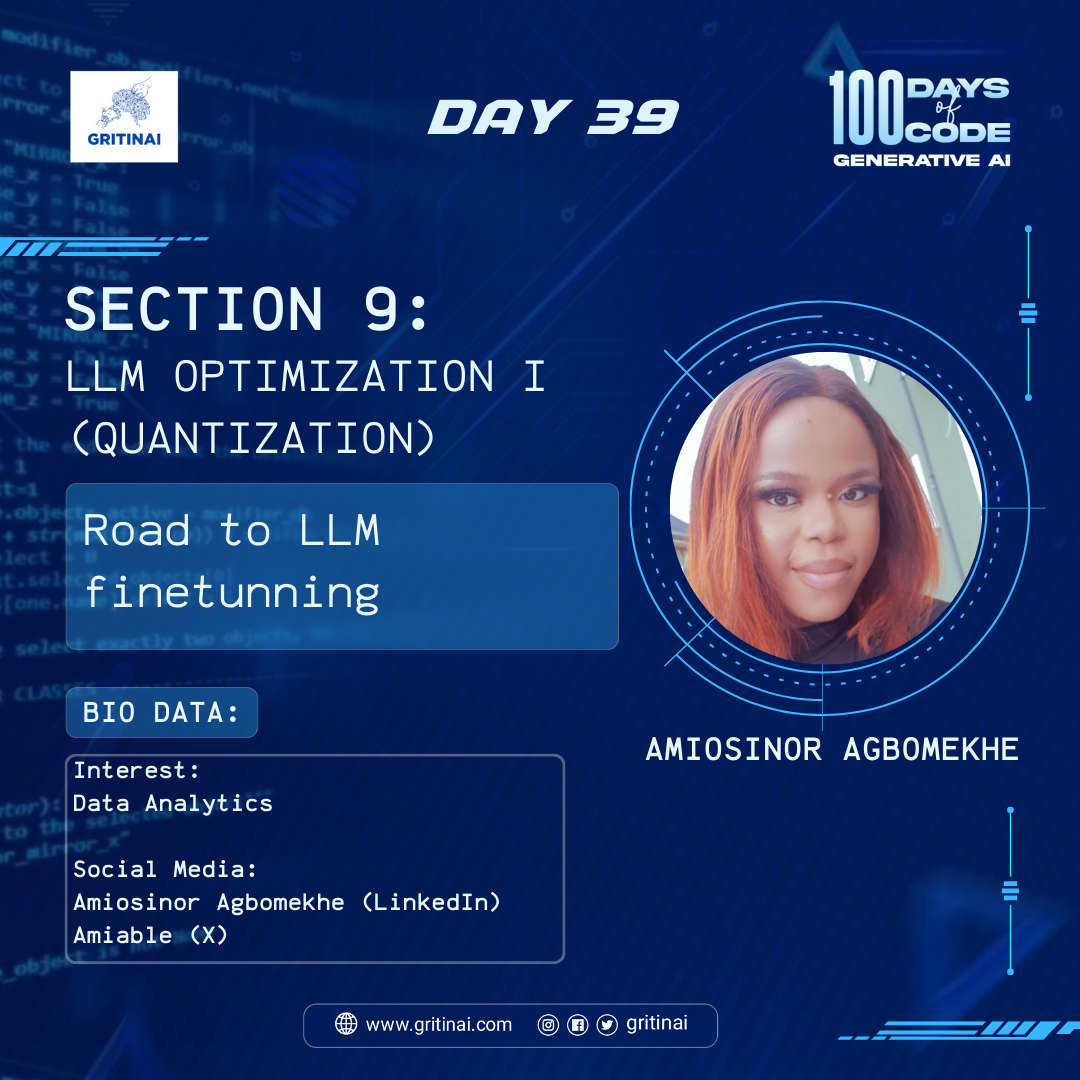 GRITINAI
DAY 39
100 DAYS
of
CODE
GENERATIVE AI
SECTION 9:
LLM OPTIMIZATION I
(QUANTIZATION)
Road to LLM
finetunning
BIO DATA:
Interest:
Data Analytics
Social Media:
Amiosinor Agbomekhe (LinkedIn)
Amiable (X)
AMIOSINOR AGBOMEKHE
www.gritinai.com
gritinai